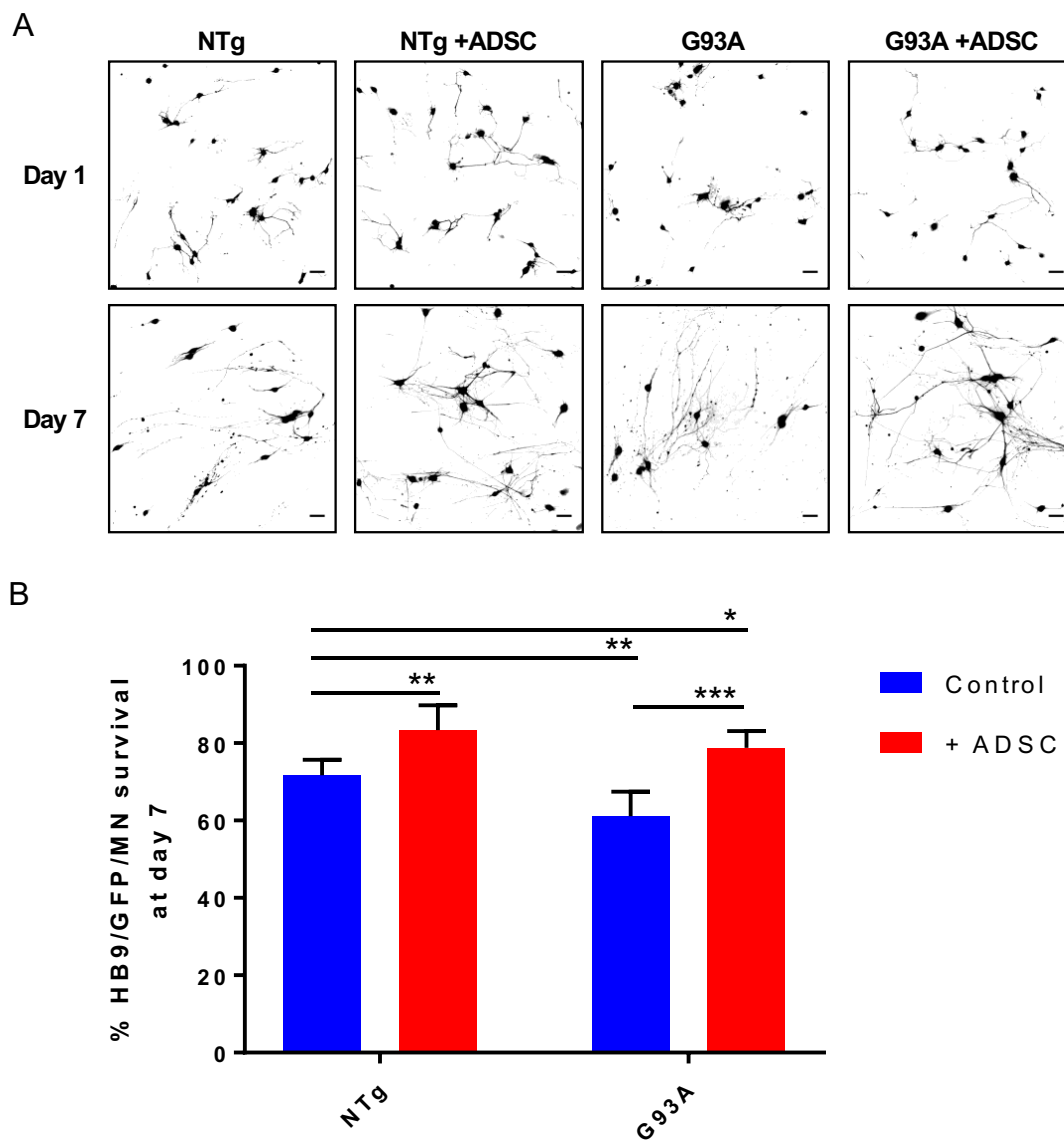 A
NTg NTg +ADSC G93A G93A +ADSC
Day 1
Day 7
B
% HB9/GFP/MN survival
at day 7
100
80
60
40
20
0
*
**
**
***
NTg
G93A
Control
+ ADSC